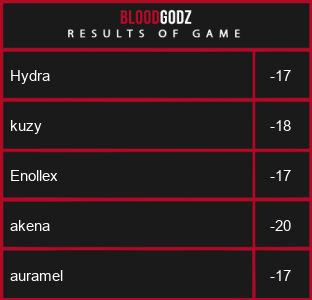 BLOODGODZ
RESULTS OF GAME
Hydra -17
kuzy -18
Enollex -17
akena -20
auramel -17